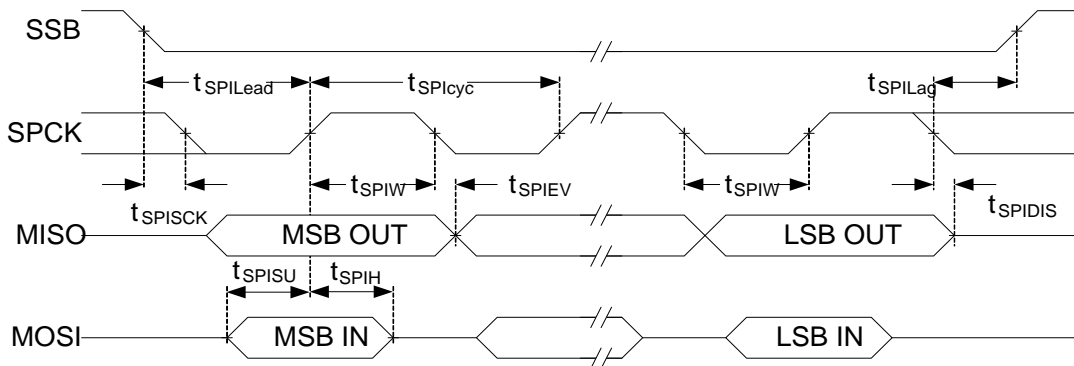 SSB
tSPILead
tSPIcyc
tSPILag
SPCK
tSPIW
tSPIEV
tSPIW
tSPISCK
tSPIDIS
MISO
MSB OUT
LSB OUT
tSPISU
tSPIH
MOSI
MSB IN
LSB IN